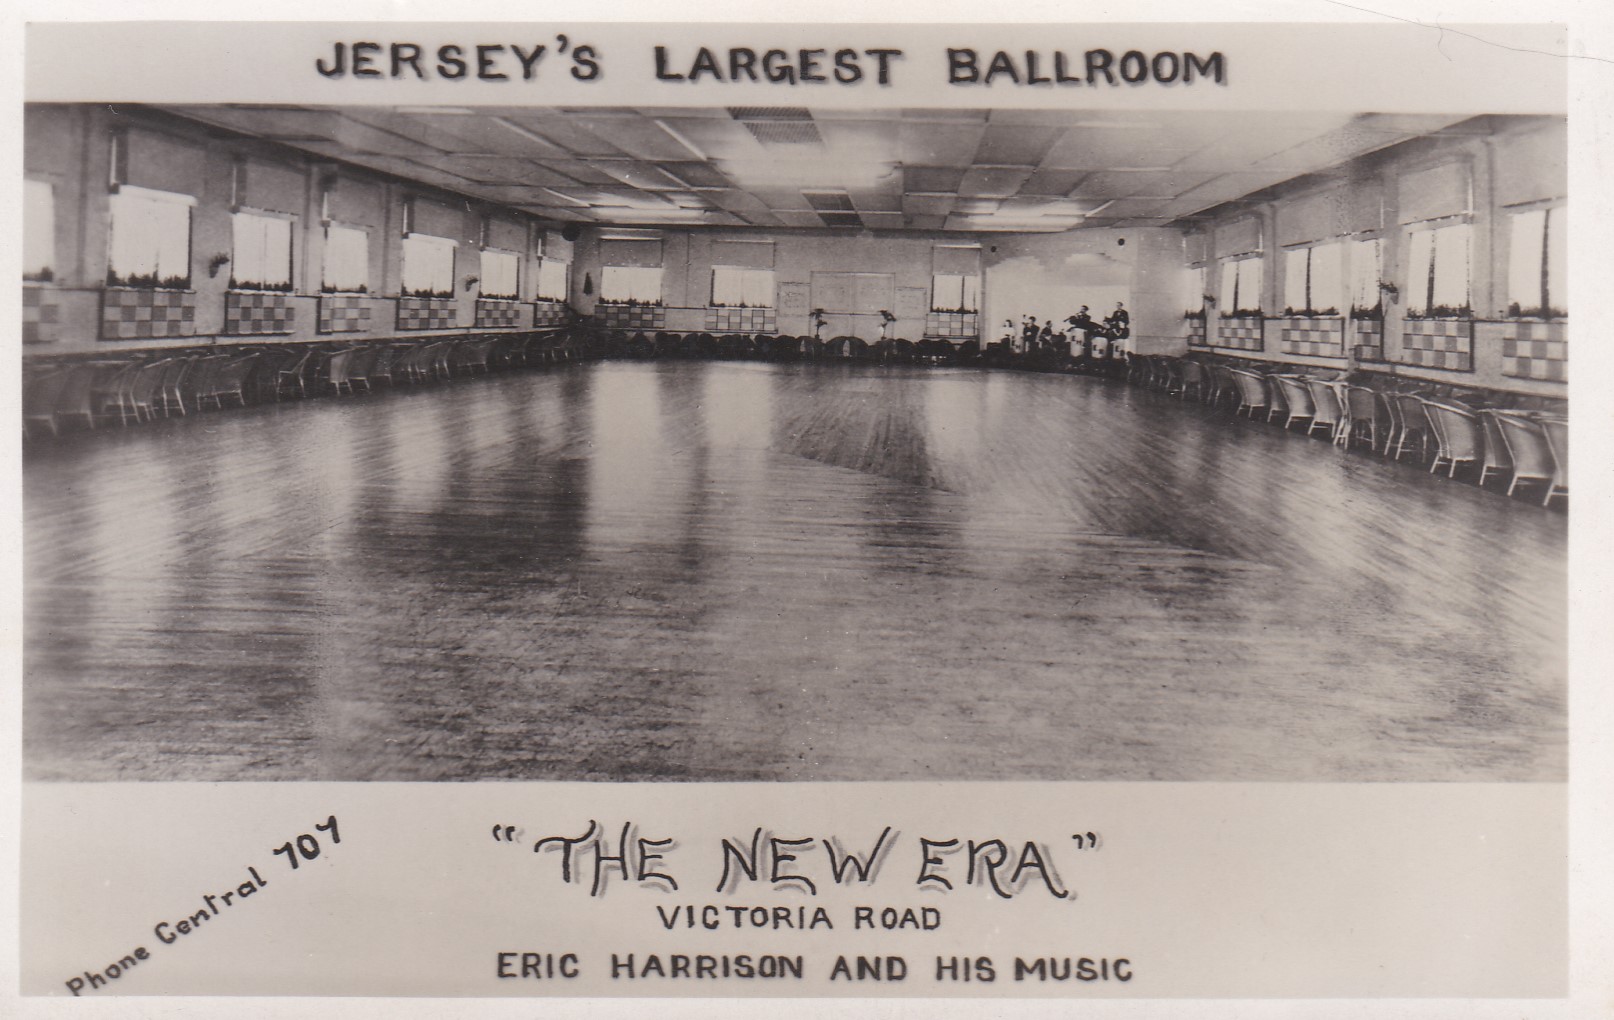 JERSEY'S LARGEST BALLROOM
Phone Central 707
"THE NEW ERA"
VICTORIA ROAD
ERIC HARRISON AND HIS MUSIC